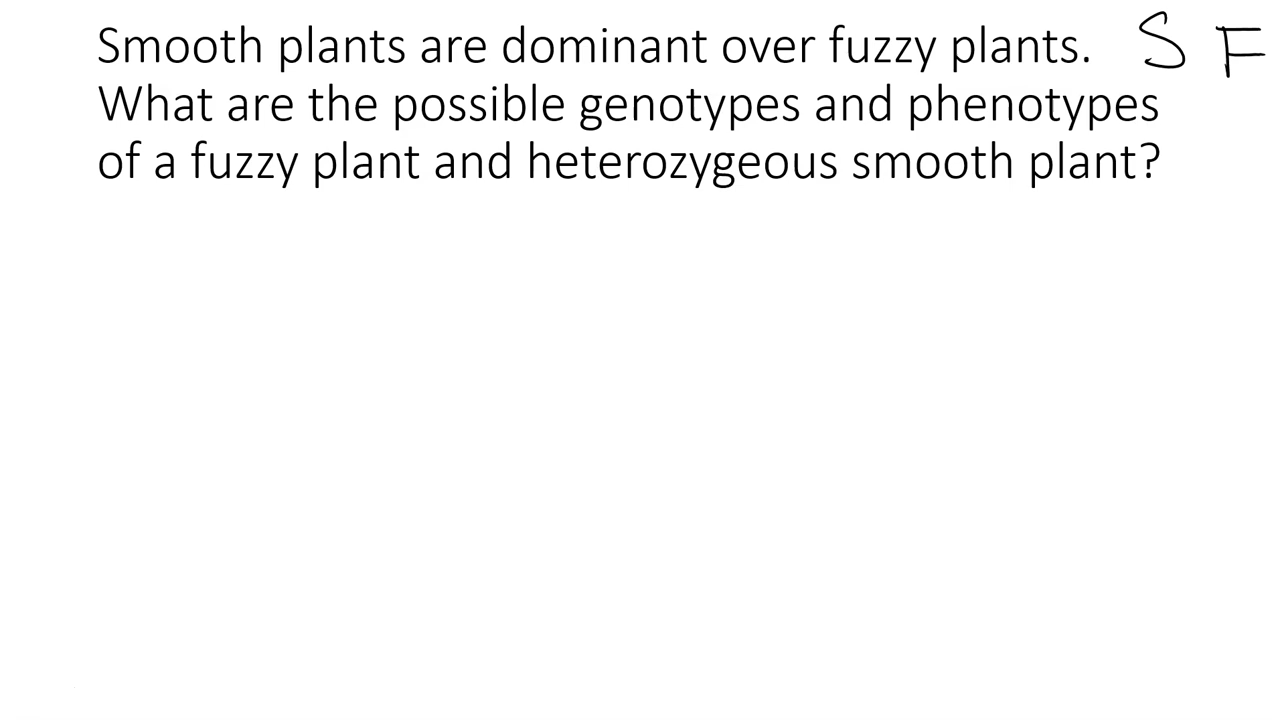 Smooth plants are dominant over fuzzy plants. S F
What are the possible genotypes and phenotypes
of a fuzzy plant and heterozygeous smooth plant?